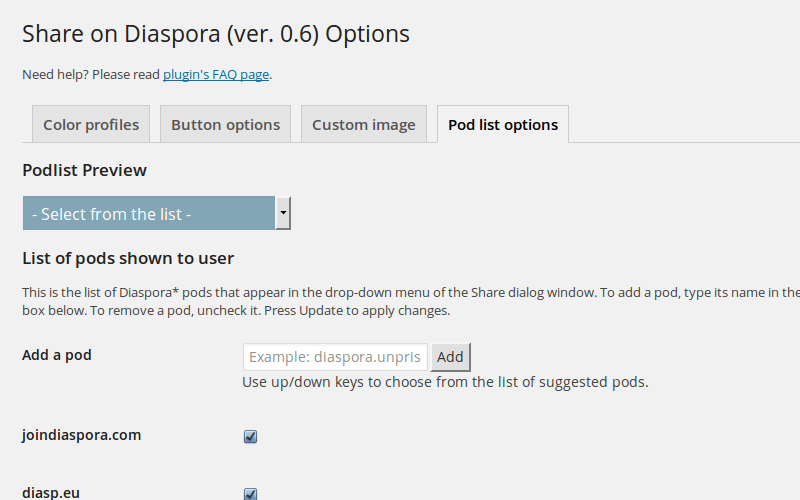 Share on Diaspora (ver. 0.6) Options
Need help? Please read plugin's FAQ page.
Color profiles
Button options
Custom image
Pod list options
Podlist Preview
- Select from the list -
List of pods shown to user
This is the list of Diaspora* pods that appear in the drop-down menu of the Share dialog window. To add a pod, type its name in the
box below. To remove a pod, uncheck it. Press Update to apply changes.
Add a pod
Example: diaspora.unpris
Add
Use up/down keys to choose from the list of suggested pods.
joindiaspora.com
diasp.eu